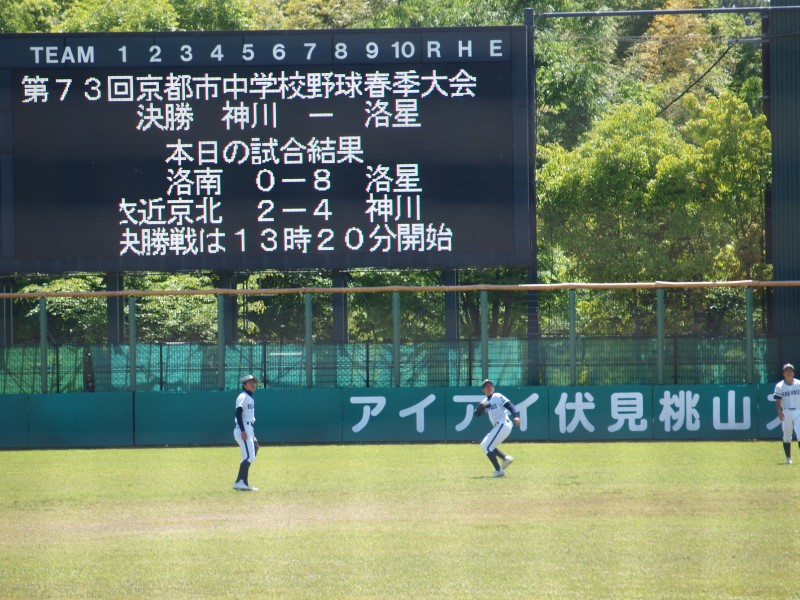 TEAM 1 2 3 4 5 6 7 8 9 10 R H E
第73回京都市中学校野球春季大会
決勝 神川 ー 洛星
本日の試合結果
洛南 0－8 洛星
近京北 2－4 神川
決勝戦は13時20分開始
アイアイ伏見桃山